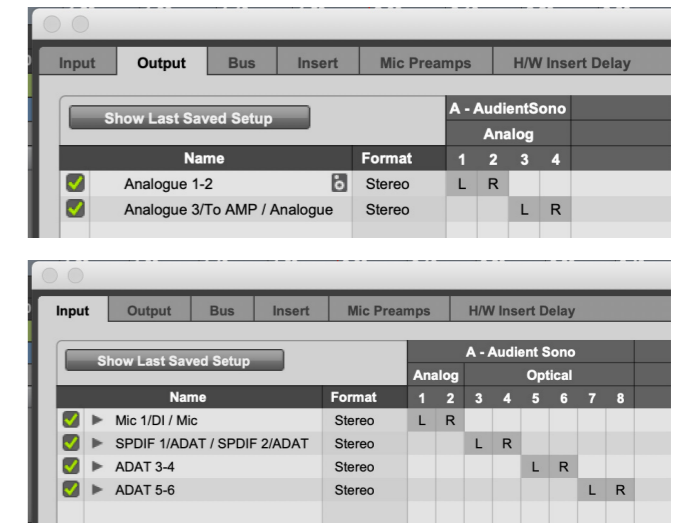 Input Output Bus Insert Mic Preamps H/W Insert Delay
Show Last Saved Setup A - AudientSono
Analog
Name Format 1 2 3 4
Analogue 1-2 Stereo L R
Analogue 3/To AMP / Analogue Stereo L R
Input Output Bus Insert Mic Preamps H/W Insert Delay
Show Last Saved Setup A - Audient Sono
Analog Optical
Name Format 1 2 3 4 5 6 7 8
Mic 1/DI / Mic Stereo L R
SPDIF 1/ADAT / SPDIF 2/ADAT Stereo L R
ADAT 3-4 Stereo L R
ADAT 5-6 Stereo L R